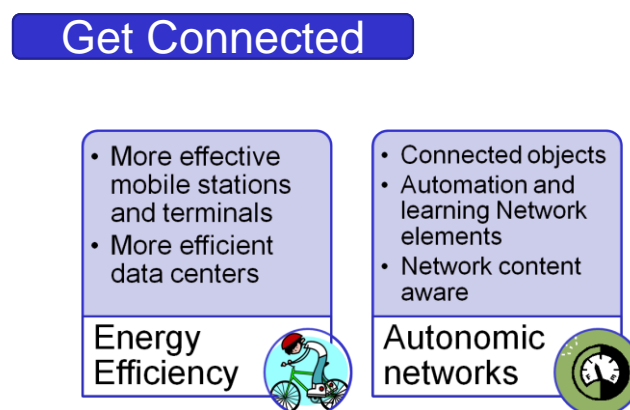 Get Connected
• More effective
mobile stations
and terminals
• More efficient
data centers
Energy
Efficiency
• Connected objects
• Automation and
learning Network
elements
• Network content
aware
Autonomic
networks